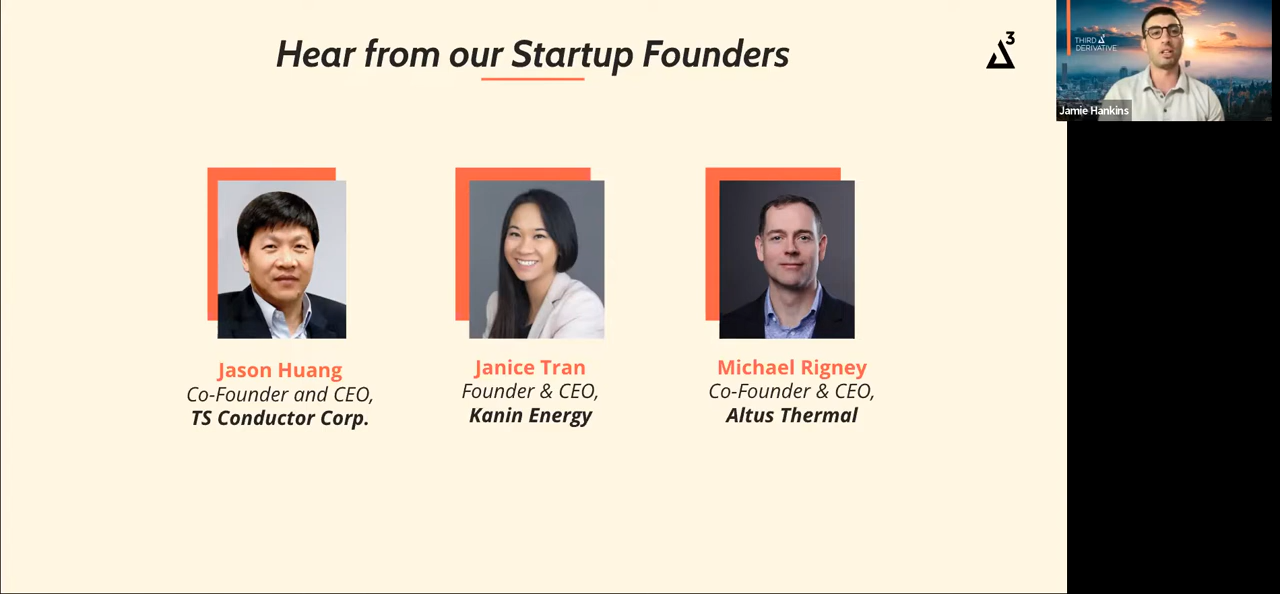 Hear from our Startup Founders
3
THIRD
DERIVATIVE
Jamie Hankins
Jason Huang
Co-Founder and CEO,
TS Conductor Corp.
Janice Tran
Founder & CEO,
Kanin Energy
Michael Rigney
Co-Founder & CEO,
Altus Thermal